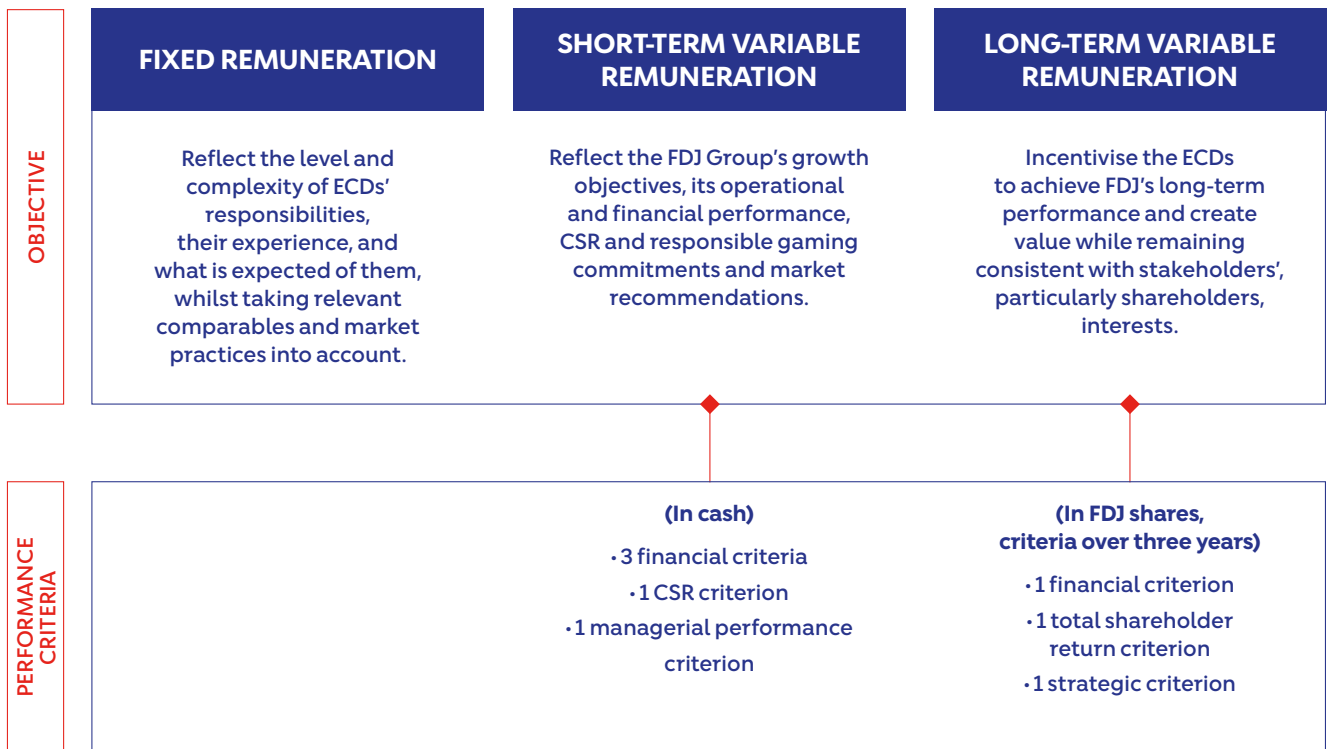 FIXED REMUNERATION
SHORT-TERM VARIABLE
REMUNERATION
LONG-TERM VARIABLE
REMUNERATION
OBJECTIVE
Reflect the level and
complexity of ECDs’
responsibilities,
their experience, and
what is expected of them,
whilst taking relevant
comparables and market
practices into account.
Reflect the FDJ Group’s growth
objectives, its operational
and financial performance,
CSR and responsible gaming
commitments and market
recommendations.
Incentivise the ECDs
to achieve FDJ’s long-term
performance and create
value while remaining
consistent with stakeholders’,
particularly shareholders,
interests.
PERFORMANCE
CRITERIA
(In cash)
• 3 financial criteria
• 1 CSR criterion
• 1 managerial performance
criterion
(In FDJ shares,
criteria over three years)
• 1 financial criterion
• 1 total shareholder
return criterion
• 1 strategic criterion